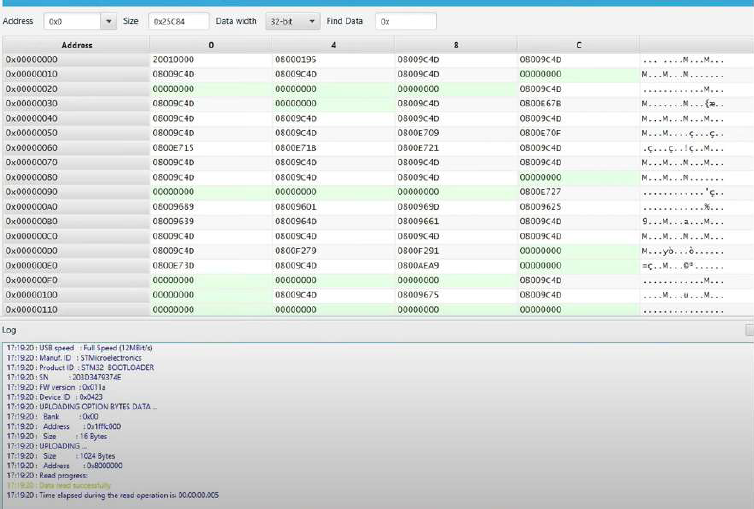 Address 0x0 Size 0x25C84 Data width 32-bit Find Data 0x
Address 0 4 8 C
0x00000000 20010000 08000195 08009C4D 08009C4D ... ....M...M...
0x00000010 08009C4D 08009C4D 08009C4D 00000000 M...M...M.......
0x00000020 00000000 00000000 00000000 08009C4D ............M...
0x00000030 08009C4D 00000000 08009C4D 0800E67B M.......M...{æ..
0x00000040 08009C4D 08009C4D 08009C4D 08009C4D M...M...M...M...
0x00000050 08009C4D 08009C4D 0800E709 0800E70F M...M....ç...ç..
0x00000060 0800E715 0800E71B 0800E721 08009C4D .ç...ç..!ç..M...
0x00000070 08009C4D 08009C4D 08009C4D 08009C4D M...M...M...M...
0x00000080 08009C4D 08009C4D 08009C4D 00000000 M...M...M.......
0x00000090 00000000 00000000 00000000 0800E727 ............'ç..
0x000000A0 08009689 08009601 0800969D 08009625 ............%...
0x000000B0 08009639 0800964D 08009661 08009C4D 9...M...a...M...
0x000000C0 08009C4D 08009C4D 08009C4D 08009C4D M...M...M...M...
0x000000D0 08009C4D 0800F279 0800F291 00000000 M...yò...ò......
0x000000E0 0800E73D 08009C4D 0800AEA9 00000000 =ç..M...©®......
0x000000F0 00000000 00000000 00000000 08009C4D ............M...
0x00000100 00000000 08009C4D 08009675 08009C4D ....M...u...M...
0x00000110 00000000 00000000 00000000 00000000 ................
Log
17:19:20 : USB speed : Full Speed (12MBit/s)
17:19:20 : Manuf. ID : STMicroelectronics
17:19:20 : Product ID : STM32 BOOTLOADER
17:19:20 : SN : 203D3479374E
17:19:20 : FW version : 0x011a
17:19:20 : Device ID : 0x0423
17:19:20 : UPLOADING OPTION BYTES DATA ...
17:19:20 : Bank : 0x00
17:19:20 : Address : 0x1fffc000
17:19:20 : Size : 16 Bytes
17:19:20 : UPLOADING ...
17:19:20 : Size : 1024 Bytes
17:19:20 : Address : 0x8000000
17:19:20 : Read progress:
17:19:20 : Data read successfully
17:19:20 : Time elapsed during the read operation is: 00:00:00.005